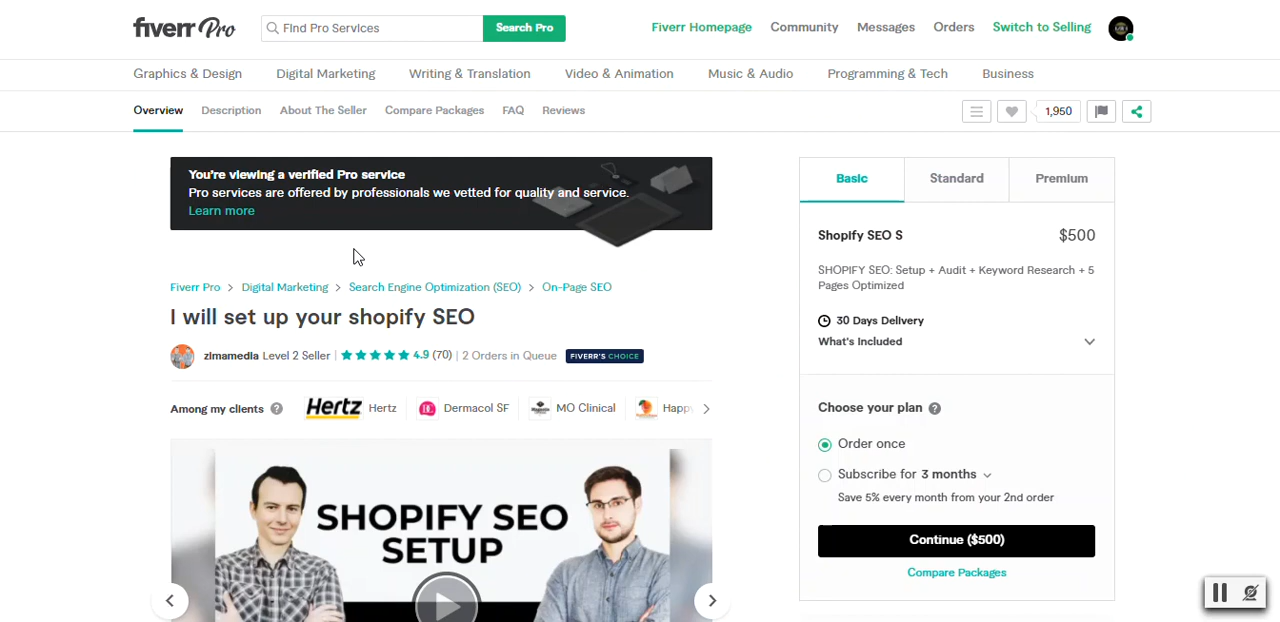 fiverr Pro
Find Pro Services
Search Pro
Fiverr Homepage
Community
Messages
Orders
Switch to Selling
Graphics & Design
Digital Marketing
Writing & Translation
Video & Animation
Music & Audio
Programming & Tech
Business
Overview
Description
About The Seller
Compare Packages
FAQ
Reviews
1,950
You're viewing a verified Pro service
Pro services are offered by professionals we vetted for quality and service.
Learn more
Fiverr Pro > Digital Marketing > Search Engine Optimization (SEO) > On-Page SEO
I will set up your shopify SEO
zimamedia Level 2 Seller | 4.9 (70) | 2 Orders in Queue FIVERR'S CHOICE
Among my clients ? Hertz Hertz Dermacol SF MO Clinical Happy
SHOPIFY SEO
SETUP
Basic
Standard
Premium
Shopify SEO S
$500
SHOPIFY SEO: Setup + Audit + Keyword Research + 5
Pages Optimized
30 Days Delivery
What's Included
Choose your plan ?
Order once
Subscribe for 3 months
Save 5% every month from your 2nd order
Continue ($500)
Compare Packages